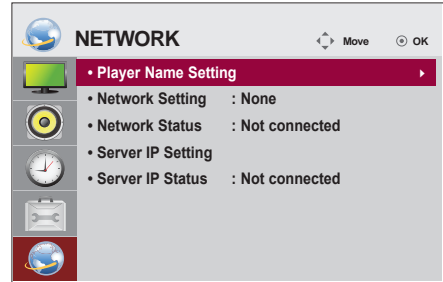 NETWORK Move OK
• Player Name Setting
• Network Setting : None
• Network Status : Not connected
• Server IP Setting
• Server IP Status : Not connected